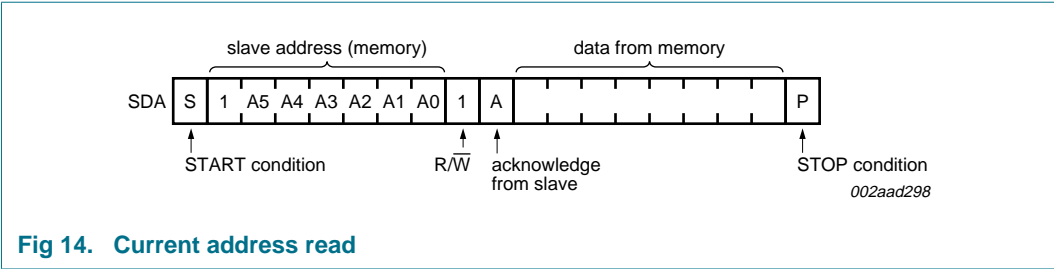 slave address (memory) data from memory
SDA S 1 A5 A4 A3 A2 A1 A0 1 A P
START condition R/W̅ acknowledge from slave STOP condition
002aad298
Fig 14. Current address read